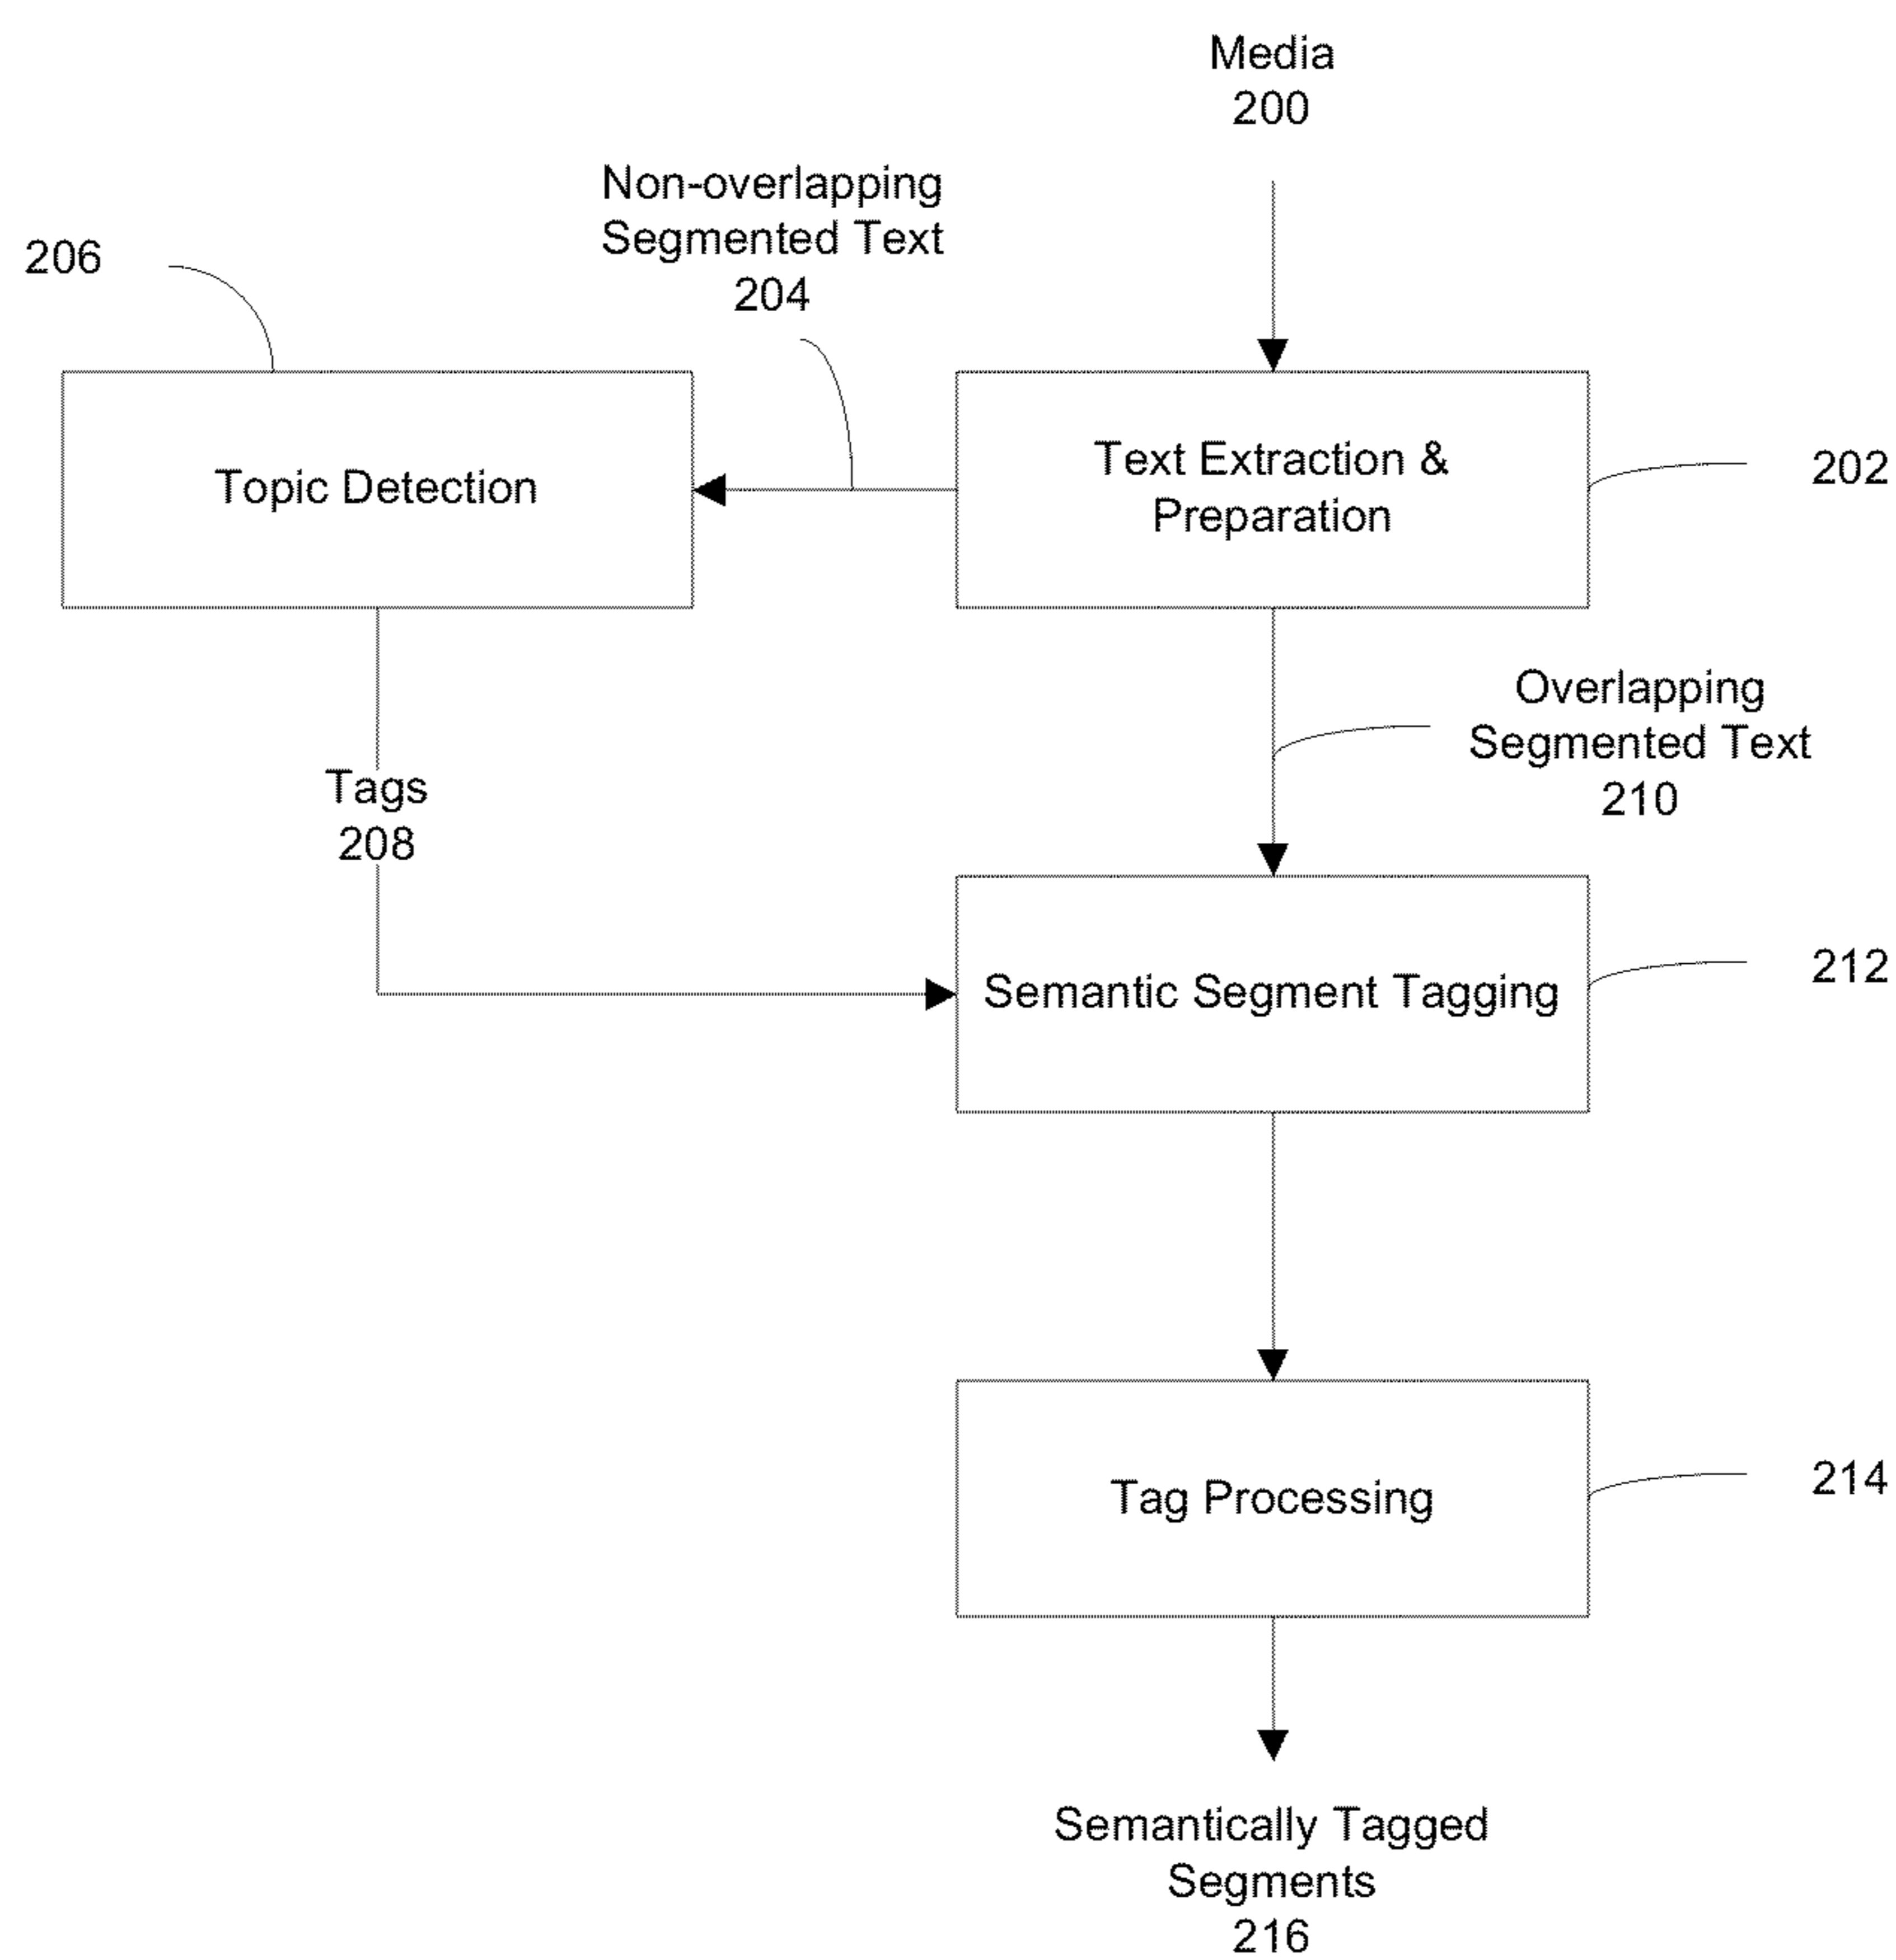 Media
200
Non-overlapping
Segmented Text
204
206
Topic Detection
Text Extraction &
Preparation
202
Overlapping
Segmented Text
210
Tags
208
Semantic Segment Tagging
212
Tag Processing
214
Semantically Tagged
Segments
216